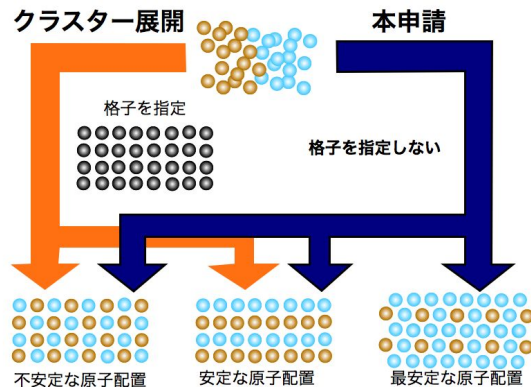 クラスター展開
本申請
格子を指定
格子を指定しない
不安定な原子配置
安定な原子配置
最安定な原子配置